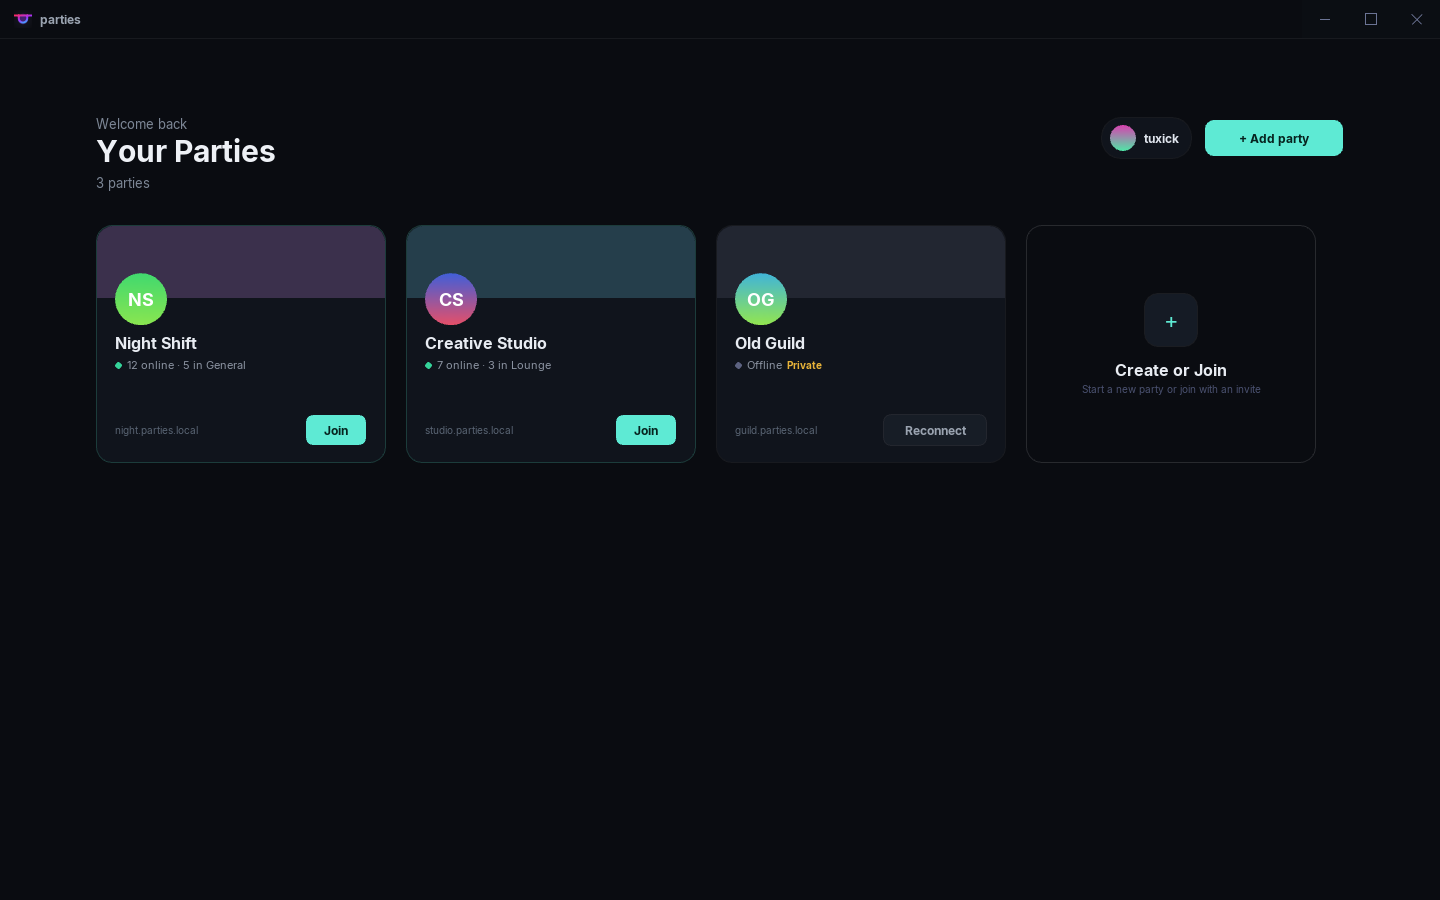 parties
Welcome back
Your Parties
3 parties
tuxick
+ Add party
NS
Night Shift
12 online · 5 in General
night.parties.local
Join
CS
Creative Studio
7 online · 3 in Lounge
studio.parties.local
Join
OG
Old Guild
Offline Private
guild.parties.local
Reconnect
+
Create or Join
Start a new party or join with an invite